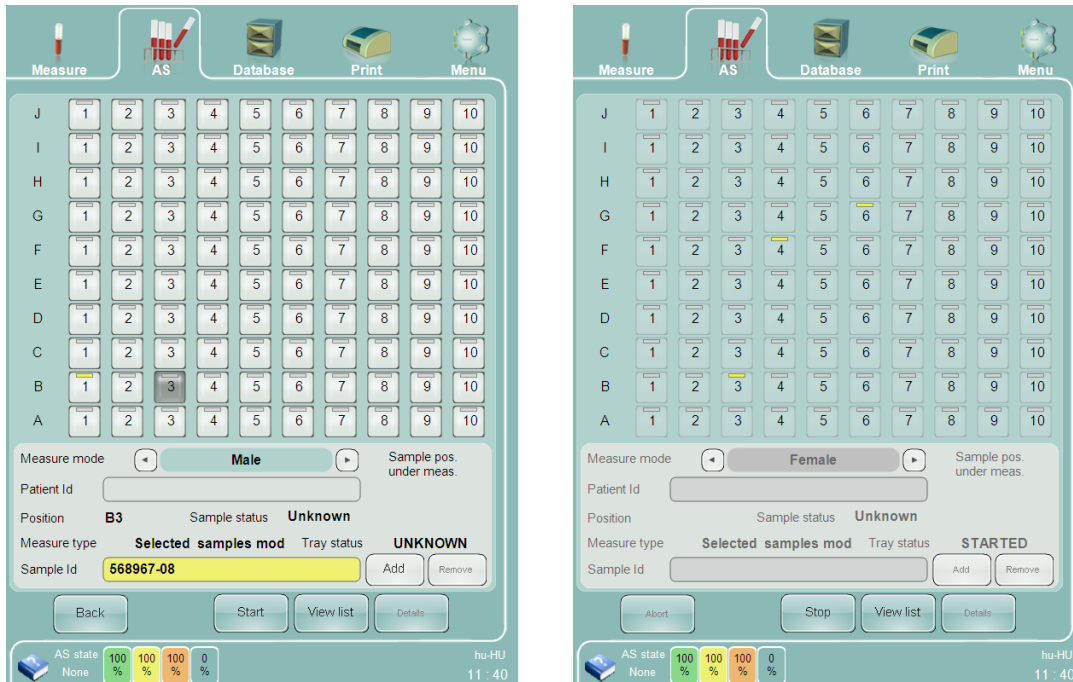 Measure AS Database Print Menu
J 1 2 3 4 5 6 7 8 9 10
I 1 2 3 4 5 6 7 8 9 10
H 1 2 3 4 5 6 7 8 9 10
G 1 2 3 4 5 6 7 8 9 10
F 1 2 3 4 5 6 7 8 9 10
E 1 2 3 4 5 6 7 8 9 10
D 1 2 3 4 5 6 7 8 9 10
C 1 2 3 4 5 6 7 8 9 10
B 1 2 3 4 5 6 7 8 9 10
A 1 2 3 4 5 6 7 8 9 10
Measure mode Male Sample pos.
under meas.
Patient Id
Position B3 Sample status Unknown
Measure type Selected samples mod Tray status UNKNOWN
Sample Id 568967-08 Add Remove
Back Start View list Details
AS state 100 100 100 0 hu-HU
None % % % % 11 : 40
Measure AS Database Print Menu
J 1 2 3 4 5 6 7 8 9 10
I 1 2 3 4 5 6 7 8 9 10
H 1 2 3 4 5 6 7 8 9 10
G 1 2 3 4 5 6 7 8 9 10
F 1 2 3 4 5 6 7 8 9 10
E 1 2 3 4 5 6 7 8 9 10
D 1 2 3 4 5 6 7 8 9 10
C 1 2 3 4 5 6 7 8 9 10
B 1 2 3 4 5 6 7 8 9 10
A 1 2 3 4 5 6 7 8 9 10
Measure mode Female Sample pos.
under meas.
Patient Id
Position Sample status Unknown
Measure type Selected samples mod Tray status STARTED
Sample Id Add Remove
Abort Stop View list Details
AS state 100 100 100 0 hu-HU
None % % % % 11 : 40